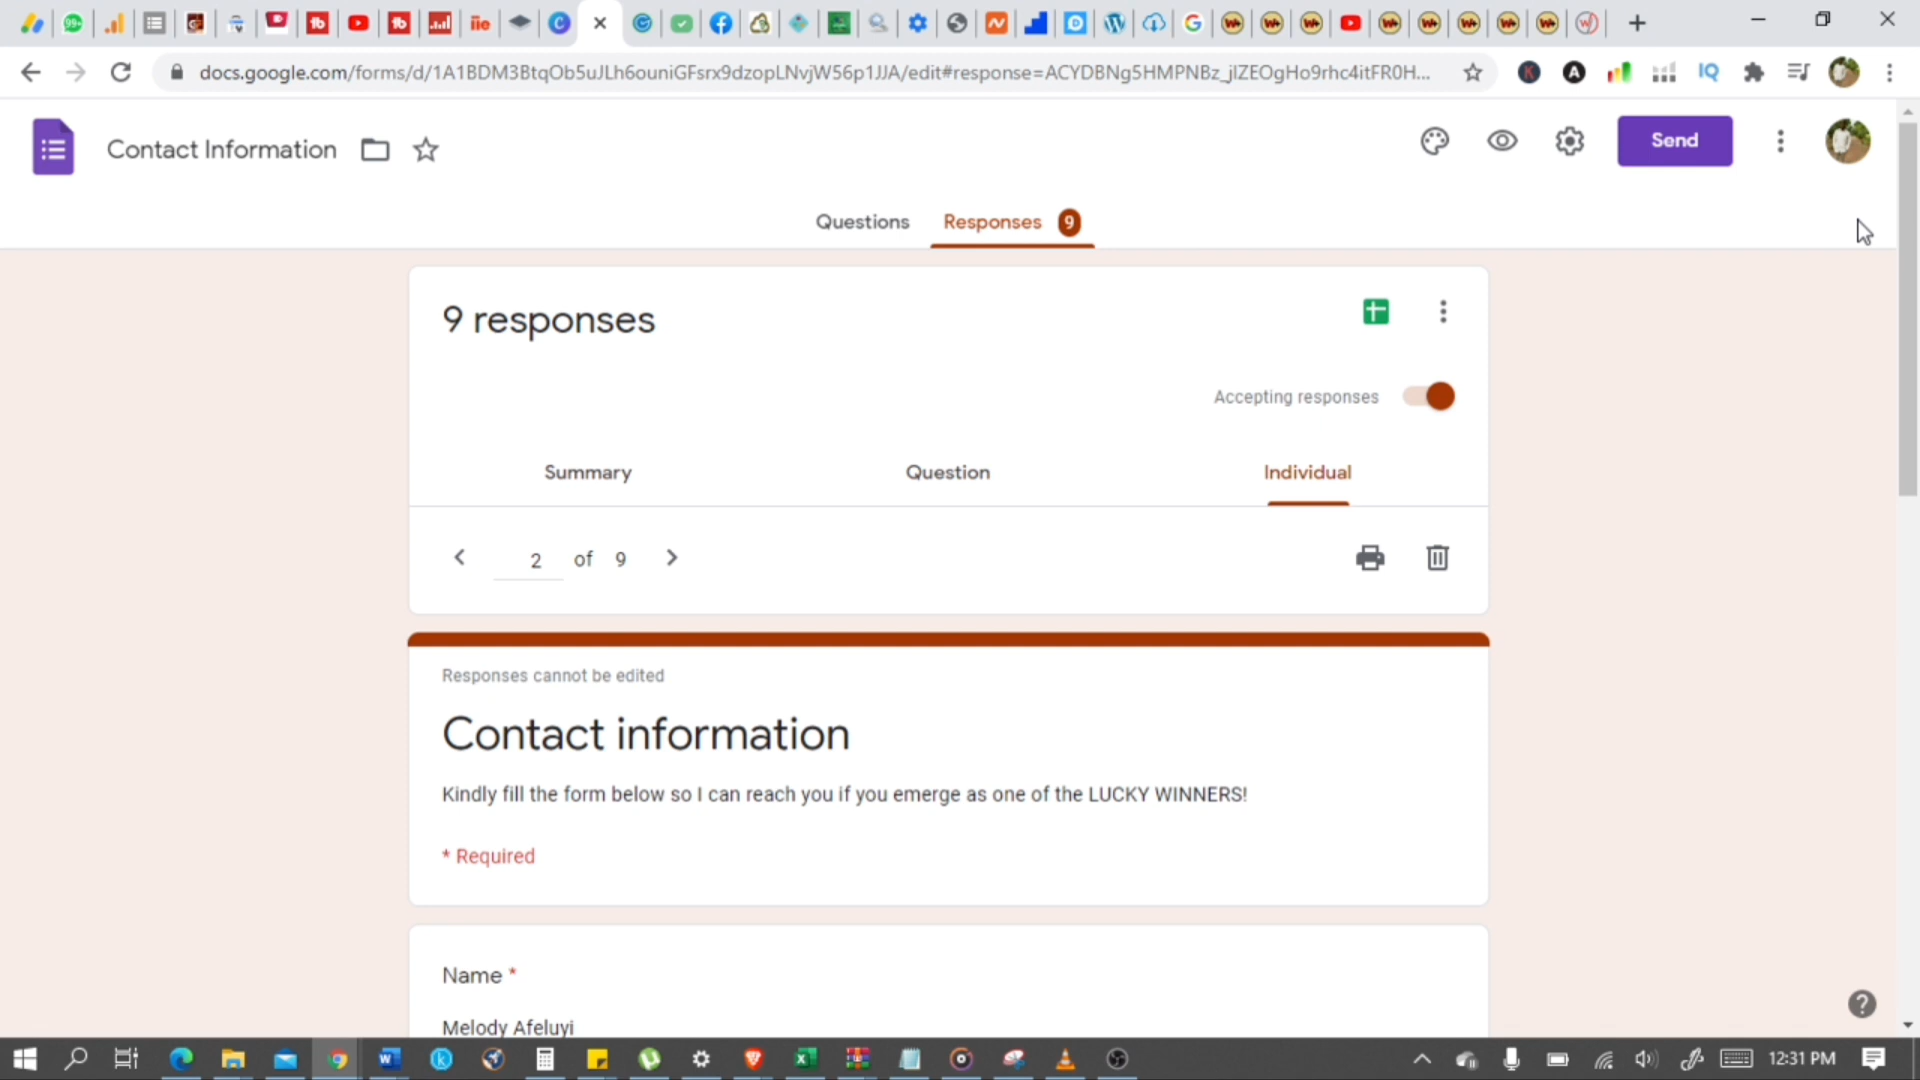 docs.google.com/forms/d/1A1BDM3BtqOb5uJLh6ouniGFsrx9dzopLNvjW56p1JJA/edit#response=ACYDBNg5HMPNBz_jlZEOgHo9rhc4itFR0H...
Contact Information
Send
Questions
Responses 9
9 responses
Accepting responses
Summary
Question
Individual
2 of 9
Responses cannot be edited
Contact information
Kindly fill the form below so I can reach you if you emerge as one of the LUCKY WINNERS!
* Required
Name *
Melody Afeluyi
12:31 PM